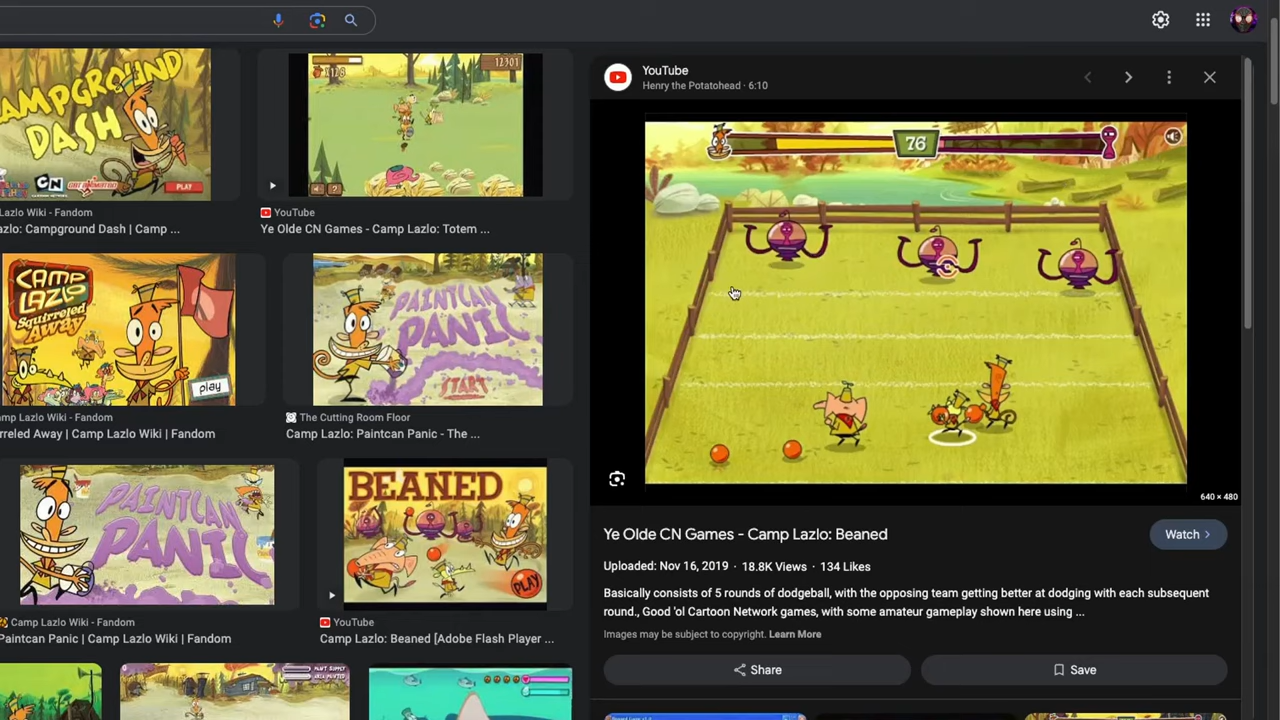 CAMPGROUND
DASH
CN
PLAY
Lazlo Wiki - Fandom
azlo: Campground Dash | Camp ...
12301
YouTube
Ye Olde CN Games - Camp Lazlo: Totem ...
CAMP
LAZLO
Squirreled
Away
play
amp Lazlo Wiki - Fandom
rreled Away | Camp Lazlo Wiki | Fandom
PAINTCAN
PANIC
START
The Cutting Room Floor
Camp Lazlo: Paintcan Panic - The ...
PAINTCAN
PANIC
Camp Lazlo Wiki - Fandom
Paintcan Panic | Camp Lazlo Wiki | Fandom
BEANED
PLAY
YouTube
Camp Lazlo: Beaned [Adobe Flash Player ...
YouTube
Henry the Potatohead · 6:10
76
640 × 480
Ye Olde CN Games - Camp Lazlo: Beaned
Watch
Uploaded: Nov 16, 2019 · 18.8K Views · 134 Likes
Basically consists of 5 rounds of dodgeball, with the opposing team getting better at dodging with each subsequent
round., Good 'ol Cartoon Network games, with some amateur gameplay shown here using ...
Images may be subject to copyright. Learn More
Share
Save